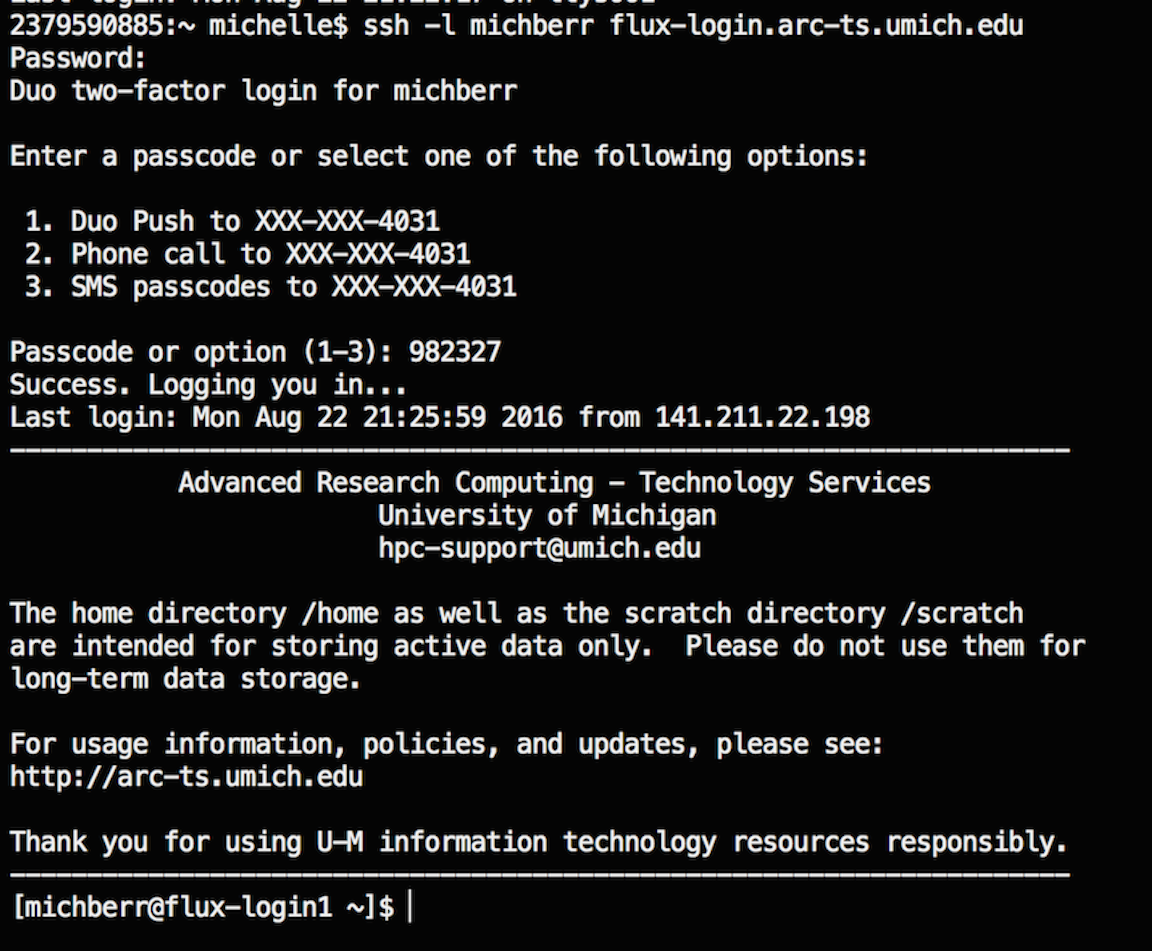 2379590885:~ michelle$ ssh -l michberr flux-login.arc-ts.umich.edu
Password:
Duo two-factor login for michberr
Enter a passcode or select one of the following options:
1. Duo Push to XXX-XXX-4031
2. Phone call to XXX-XXX-4031
3. SMS passcodes to XXX-XXX-4031
Passcode or option (1-3): 982327
Success. Logging you in...
Last login: Mon Aug 22 21:25:59 2016 from 141.211.22.198
Advanced Research Computing - Technology Services
University of Michigan
hpc-support@umich.edu
The home directory /home as well as the scratch directory /scratch
are intended for storing active data only.  Please do not use them for
long-term data storage.
For usage information, policies, and updates, please see:
http://arc-ts.umich.edu
Thank you for using U-M information technology resources responsibly.
[michberr@flux-login1 ~]$